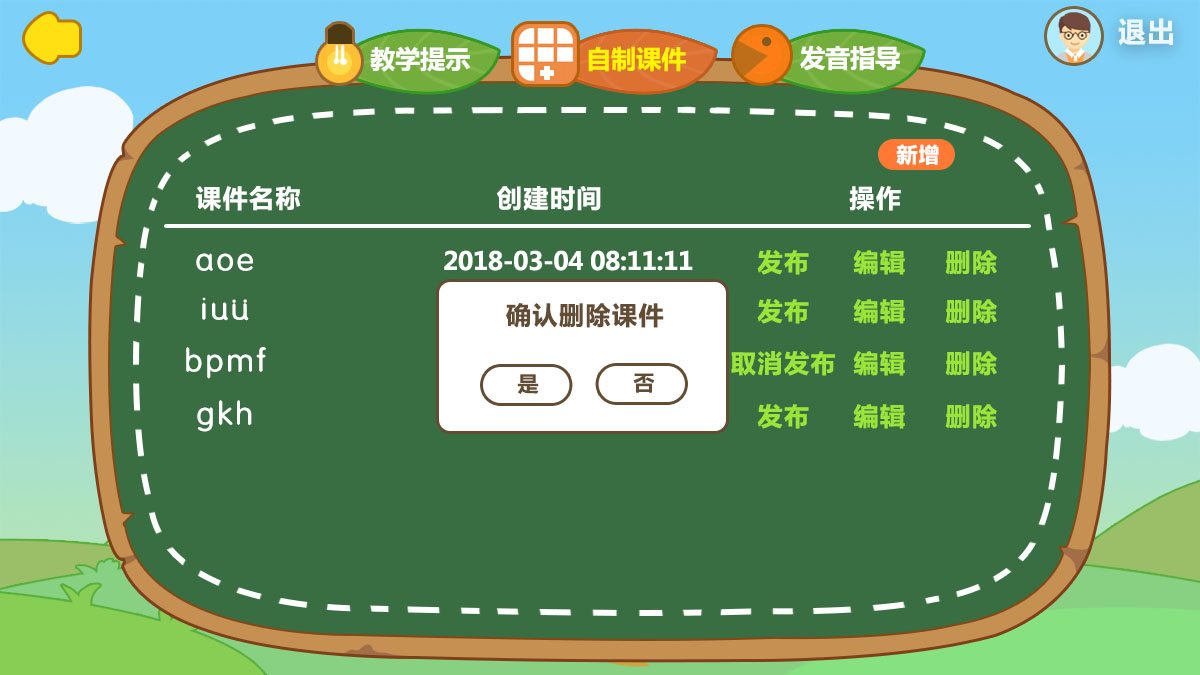 教学提示 自制课件 发音指导 退出
新增
课件名称 创建时间 操作
aoe 2018-03-04 08:11:11 发布 编辑 删除
iuü 发布 编辑 删除
bpmf 取消发布 编辑 删除
gkh 发布 编辑 删除
确认删除课件
是 否